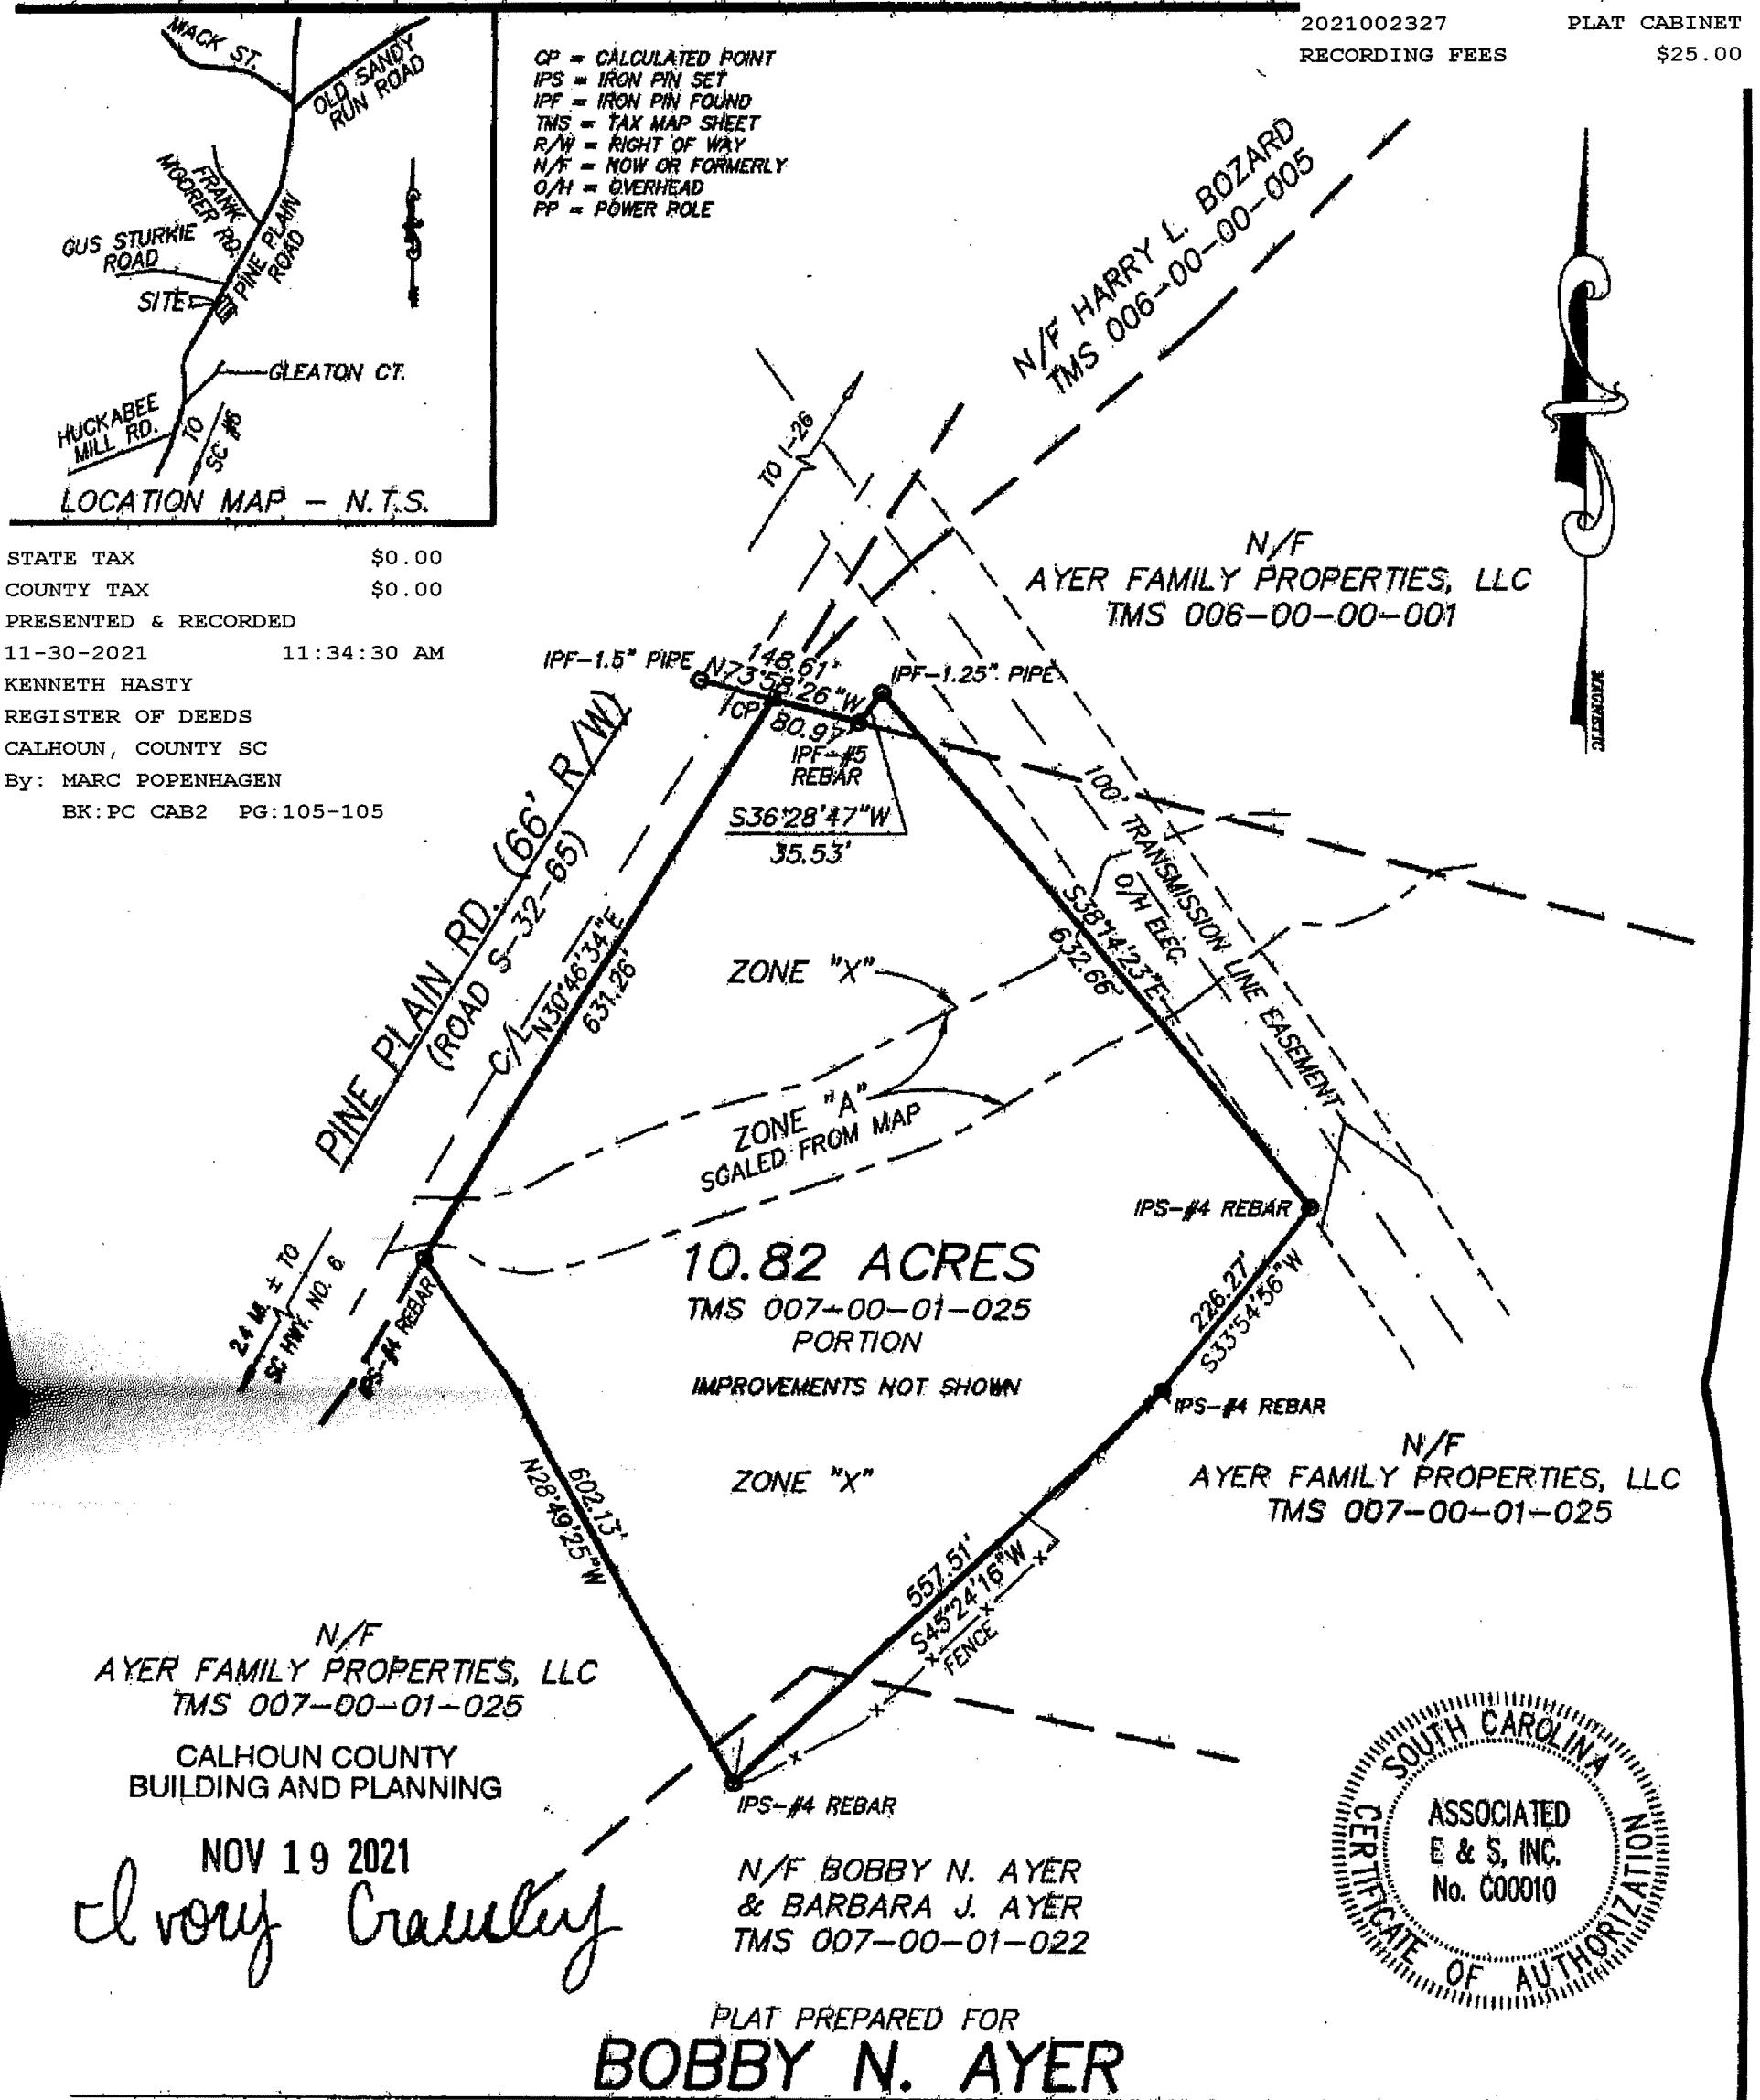 2021002327 PLAT CABINET
RECORDING FEES $25.00
MACK ST.
OLD SANDY
RUN ROAD
FRANK
MOORER RD.
GUS STURKIE
ROAD
PINE PLAIN
ROAD
SITE
GLEATON CT.
HUCKABEE
MILL RD.
TO
SC #6
LOCATION MAP - N.T.S.
CP = CALCULATED POINT
IPS = IRON PIN SET
IPF = IRON PIN FOUND
TMS = TAX MAP SHEET
R/W = RIGHT OF WAY
N/F = NOW OR FORMERLY
O/H = OVERHEAD
PP = POWER POLE
STATE TAX $0.00
COUNTY TAX $0.00
PRESENTED & RECORDED
11-30-2021 11:34:30 AM
KENNETH HASTY
REGISTER OF DEEDS
CALHOUN, COUNTY SC
By: MARC POPENHAGEN
BK:PC CAB2 PG:105-105
N/F HARRY L. BOZARD
TMS 006-00-00-005
MAGNETIC
TO I-26
N/F
AYER FAMILY PROPERTIES, LLC
TMS 006-00-00-001
IPF-1.5" PIPE
148.61'
N73°58'26"W
CP
80.97'
IPF-1.25" PIPE
IPF-#5
REBAR
S36°28'47"W
35.53'
PINE PLAIN RD. (66' R/W)
(ROAD S-32-65)
C/L
N30°46'34"E
631.26'
100' TRANSMISSION LINE EASEMENT
O/H ELEC.
S38°14'23"E
632.66'
ZONE "X"
ZONE "A"
SCALED FROM MAP
IPS-#4 REBAR
10.82 ACRES
TMS 007-00-01-025
PORTION
IMPROVEMENTS NOT SHOWN
2.4 MI. ± TO
SC HWY. NO. 6
IPS-#4 REBAR
226.27'
S33°54'56"W
IPS-#4 REBAR
N/F
AYER FAMILY PROPERTIES, LLC
TMS 007-00-01-025
ZONE "X"
602.13'
N28°49'25"W
557.51'
S45°24'16"W
FENCE
N/F
AYER FAMILY PROPERTIES, LLC
TMS 007-00-01-025
CALHOUN COUNTY
BUILDING AND PLANNING
NOV 19 2021
Ivory Crawley
IPS-#4 REBAR
N/F BOBBY N. AYER
& BARBARA J. AYER
TMS 007-00-01-022
SOUTH CAROLINA
ASSOCIATED
E & S, INC.
No. C00010
CERTIFICATE OF AUTHORIZATION
PLAT PREPARED FOR
BOBBY N. AYER